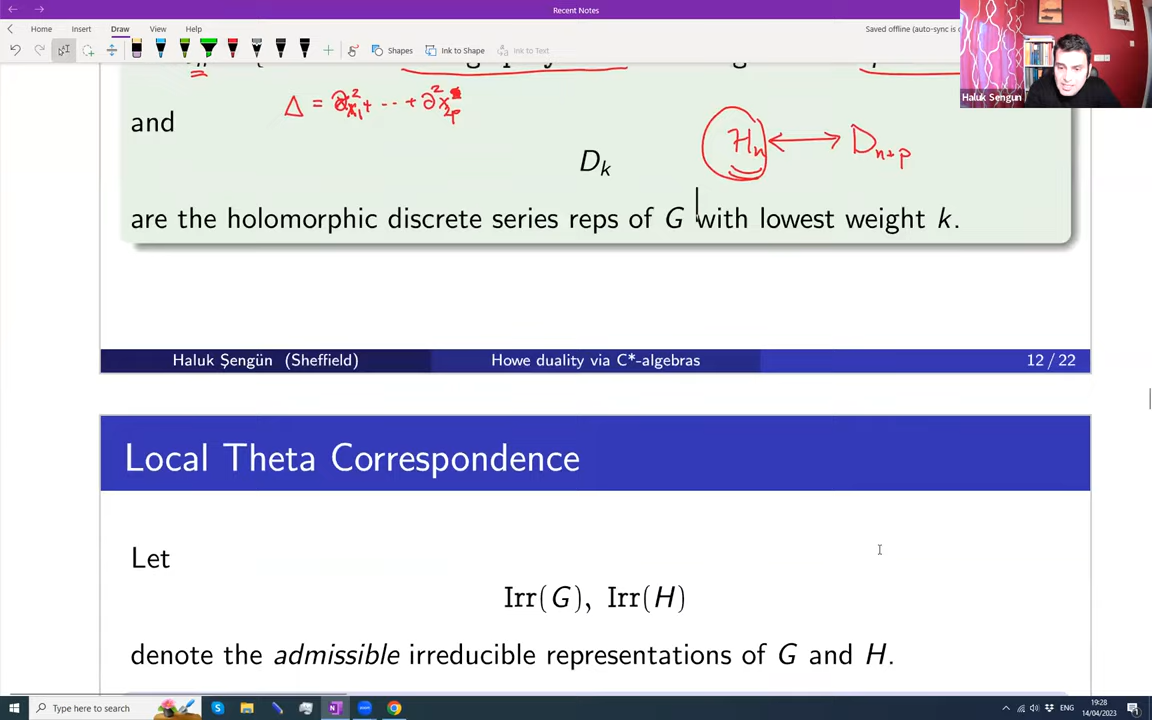 Recent Notes
Saved offline (auto-sync is
Home Insert Draw View Help
Shapes Ink to Shape Ink to Text
Haluk Sengun
Δ = ∂²x₁ + ·· + ∂²x₂ₚ
and
Hₙ ⟷ Dₙ₊ₚ
Dₖ
are the holomorphic discrete series reps of G with lowest weight k.
Haluk Şengün (Sheffield) Howe duality via C*-algebras 12 / 22
Local Theta Correspondence
Let
Irr(G), Irr(H)
denote the admissible irreducible representations of G and H.
Type here to search
ENG
19:28
14/04/2023